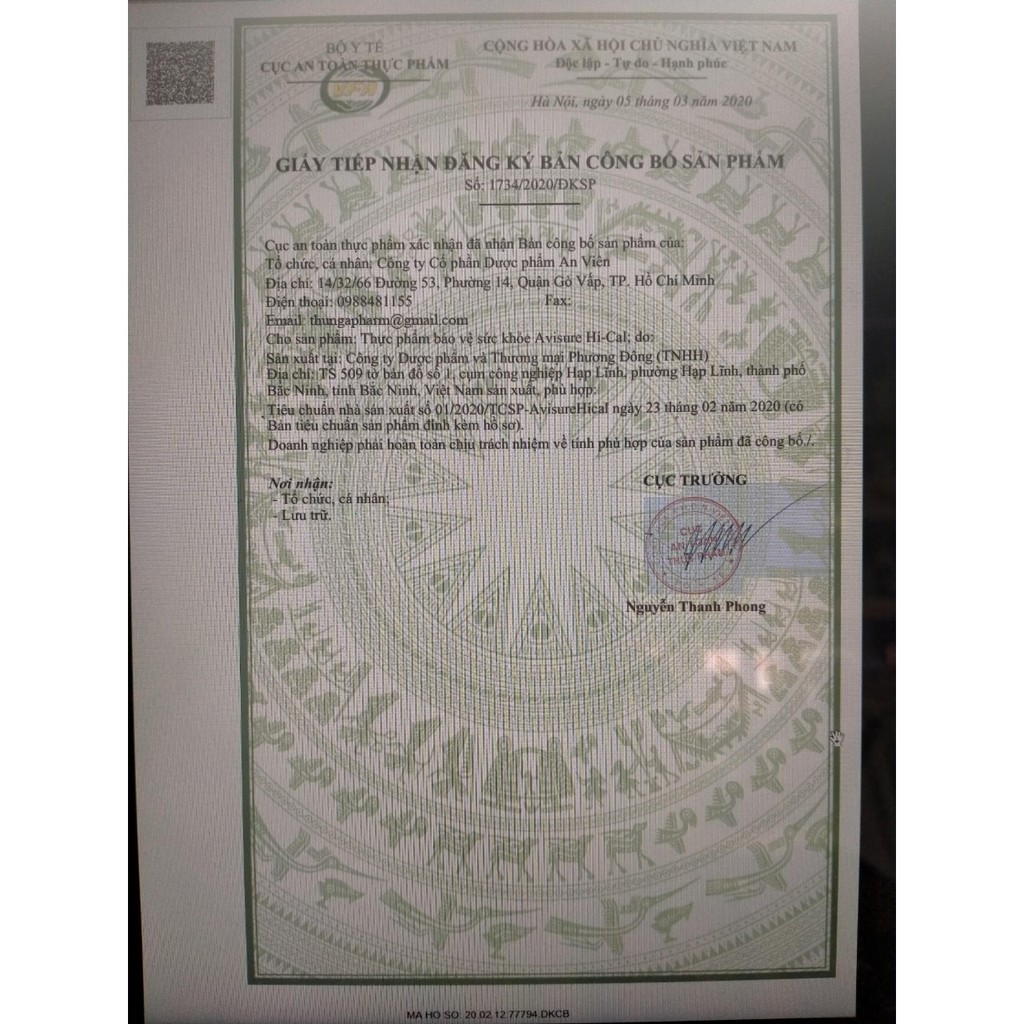 BỘ Y TẾ
CỤC AN TOÀN THỰC PHẨM
VFA
CỘNG HÒA XÃ HỘI CHỦ NGHĨA VIỆT NAM
Độc lập - Tự do - Hạnh phúc
Hà Nội, ngày 05 tháng 03 năm 2020
GIẤY TIẾP NHẬN ĐĂNG KÝ BẢN CÔNG BỐ SẢN PHẨM
Số: 1734/2020/ĐKSP
Cục an toàn thực phẩm xác nhận đã nhận Bản công bố sản phẩm của:
Tổ chức, cá nhân: Công ty Cổ phần Dược phẩm An Viên
Địa chỉ: 14/32/66 Đường 53, Phường 14, Quận Gò Vấp, TP. Hồ Chí Minh
Điện thoại: 0988481155 Fax:
Email: thungapharm@gmail.com
Cho sản phẩm: Thực phẩm bảo vệ sức khỏe Avisure Hi-Cal; do:
Sản xuất tại: Công ty Dược phẩm và Thương mại Phương Đông (TNHH)
Địa chỉ: TS 509 tờ bản đồ số 1, cụm công nghiệp Hạp Lĩnh, phường Hạp Lĩnh, thành phố
Bắc Ninh, tỉnh Bắc Ninh, Việt Nam sản xuất, phù hợp:
Tiêu chuẩn nhà sản xuất số 01/2020/TCSP-AvisureHical ngày 23 tháng 02 năm 2020 (có
Bản tiêu chuẩn sản phẩm đính kèm hồ sơ).
Doanh nghiệp phải hoàn toàn chịu trách nhiệm về tính phù hợp của sản phẩm đã công bố./.
Nơi nhận:
- Tổ chức, cá nhân;
- Lưu trữ.
CỤC TRƯỞNG
CỤC
AN TOÀN
THỰC PHẨM
Nguyễn Thanh Phong
MA HO SO: 20.02.12.77794.DKCB